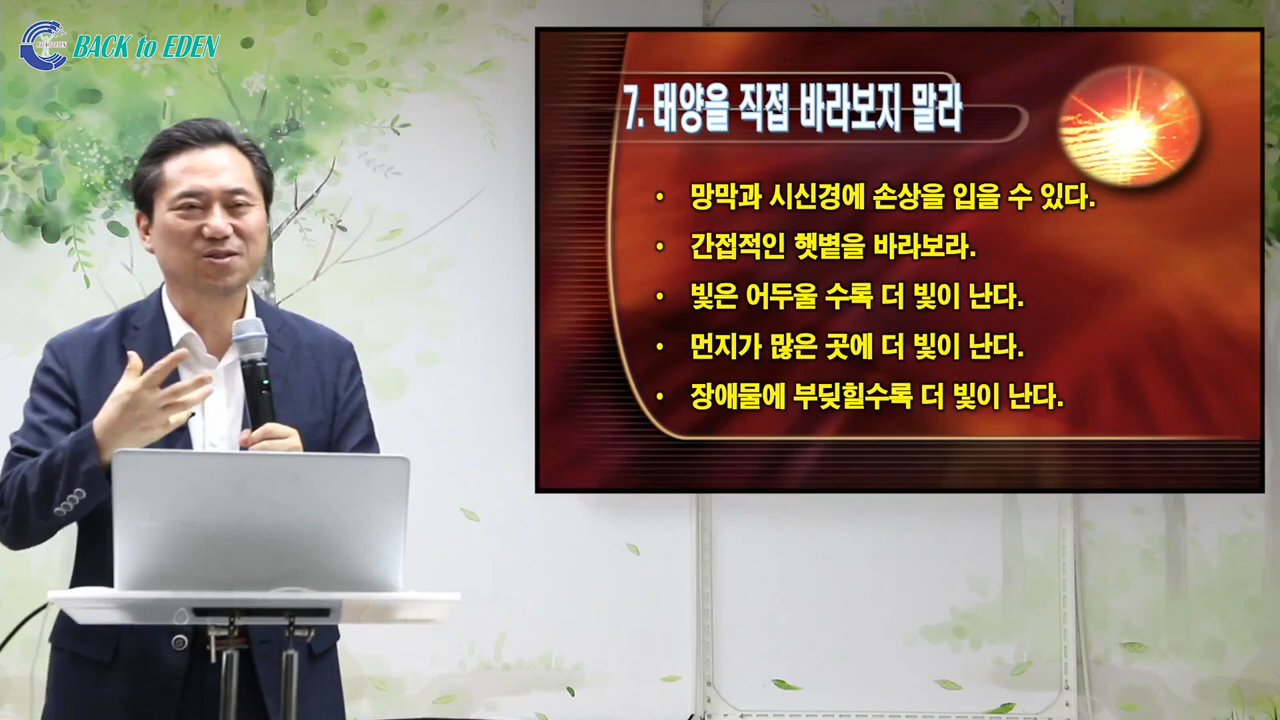 BACK to EDEN
7. 태양을 직접 바라보지 말라
• 망막과 시신경에 손상을 입을 수 있다.
• 간접적인 햇볕을 바라보라.
• 빛은 어두울 수록 더 빛이 난다.
• 먼지가 많은 곳에 더 빛이 난다.
• 장애물에 부딪힐수록 더 빛이 난다.